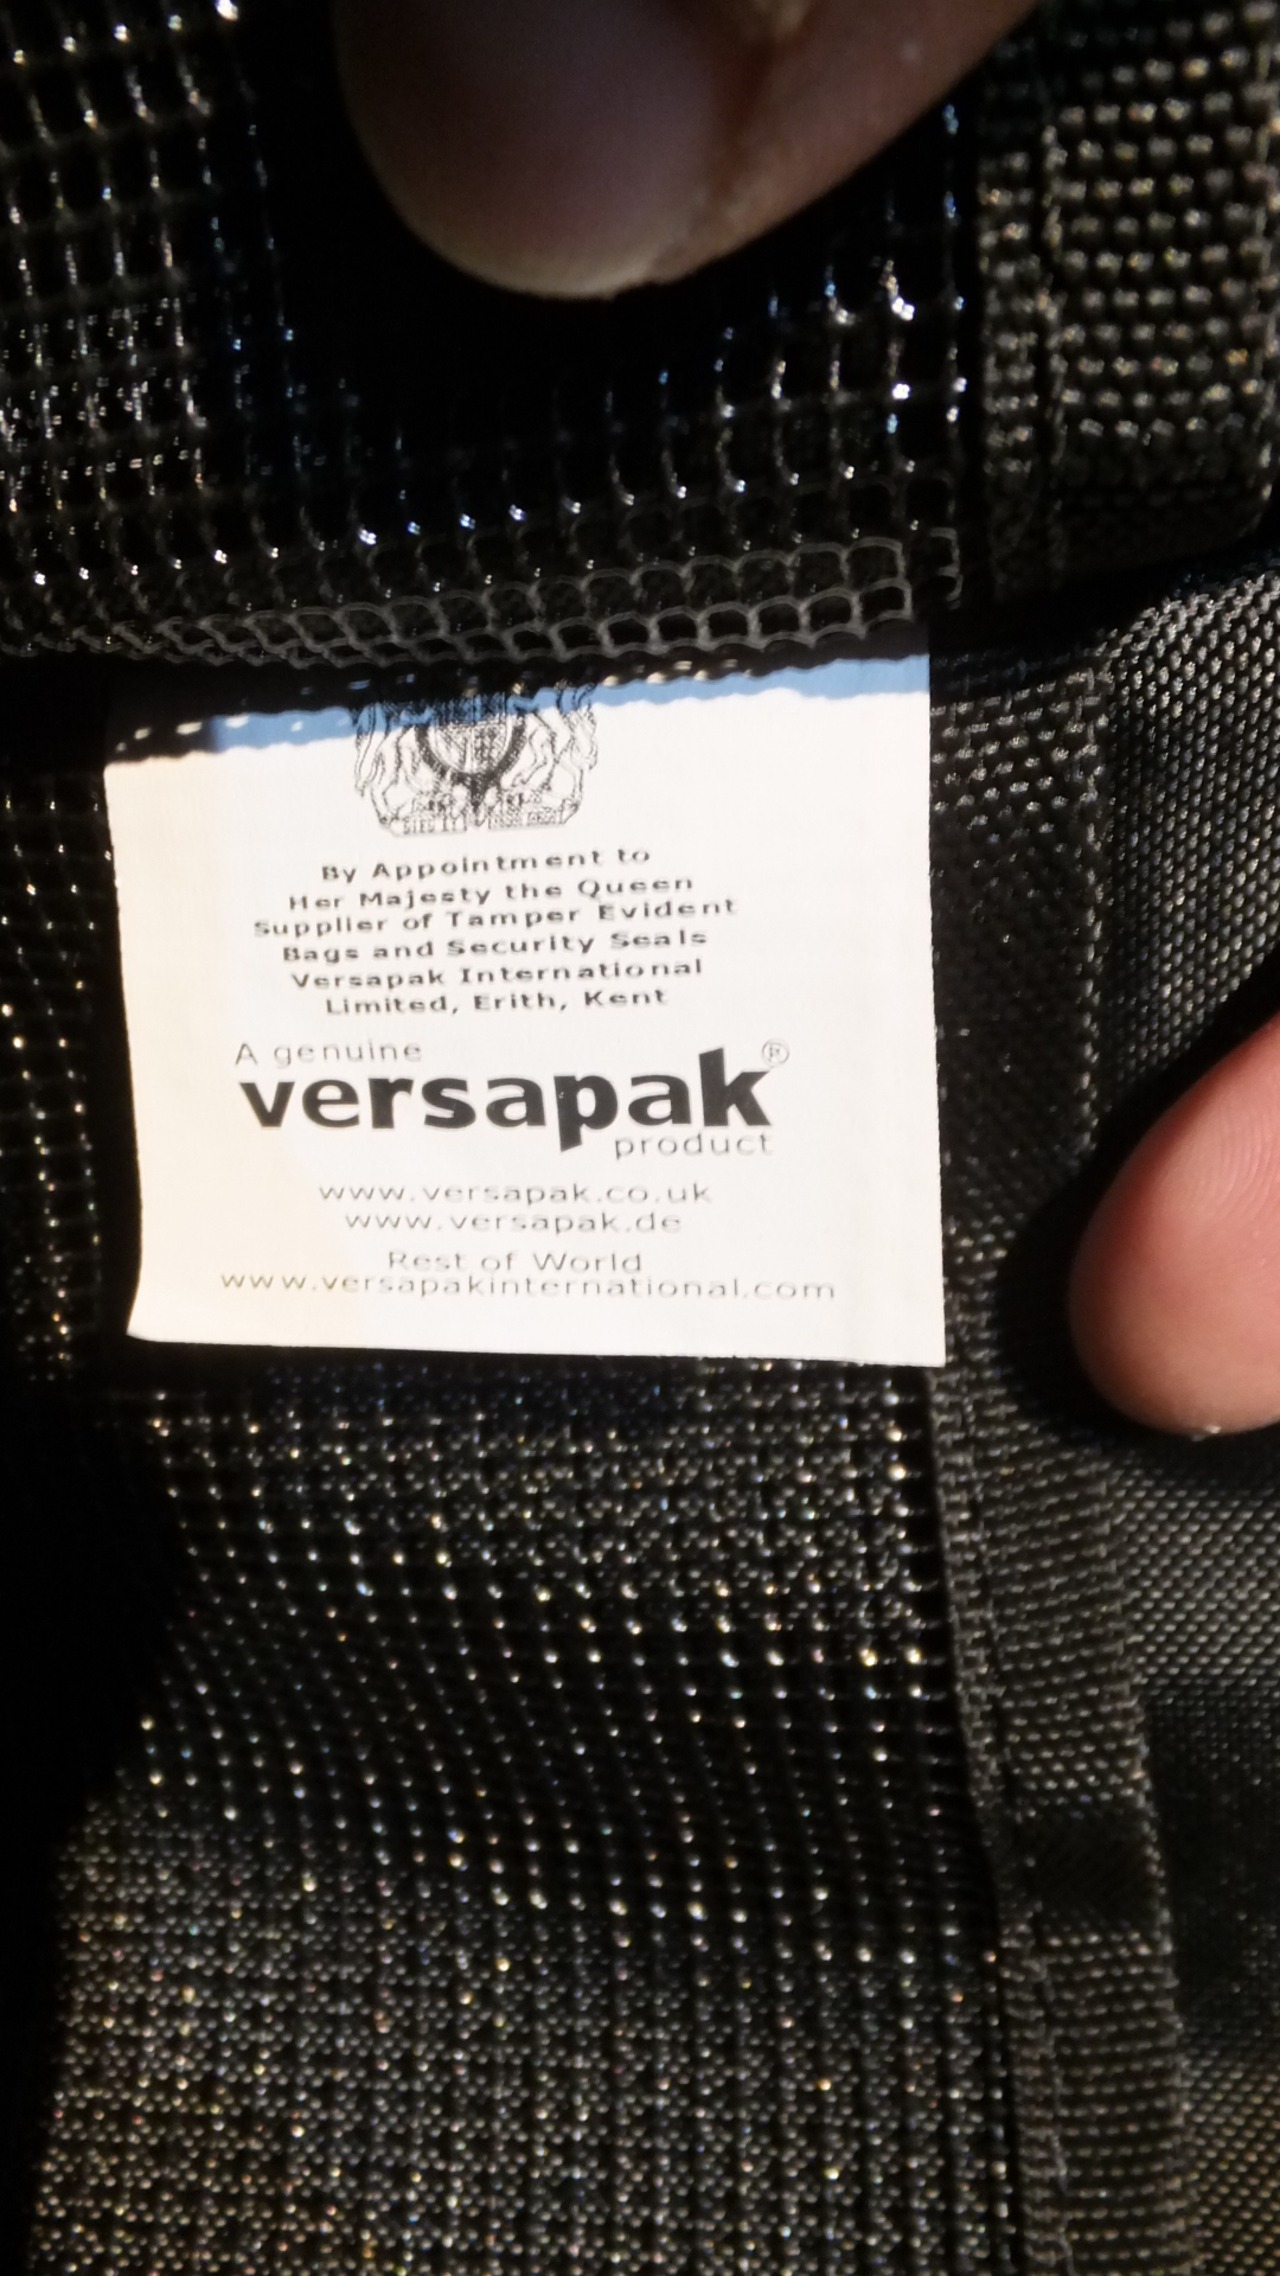 By Appointment to
Her Majesty the Queen
Supplier of Tamper Evident
Bags and Security Seals
Versapak International
Limited, Erith, Kent
A genuine
versapak®
product
www.versapak.co.uk
www.versapak.de
Rest of World
www.versapakinternational.com